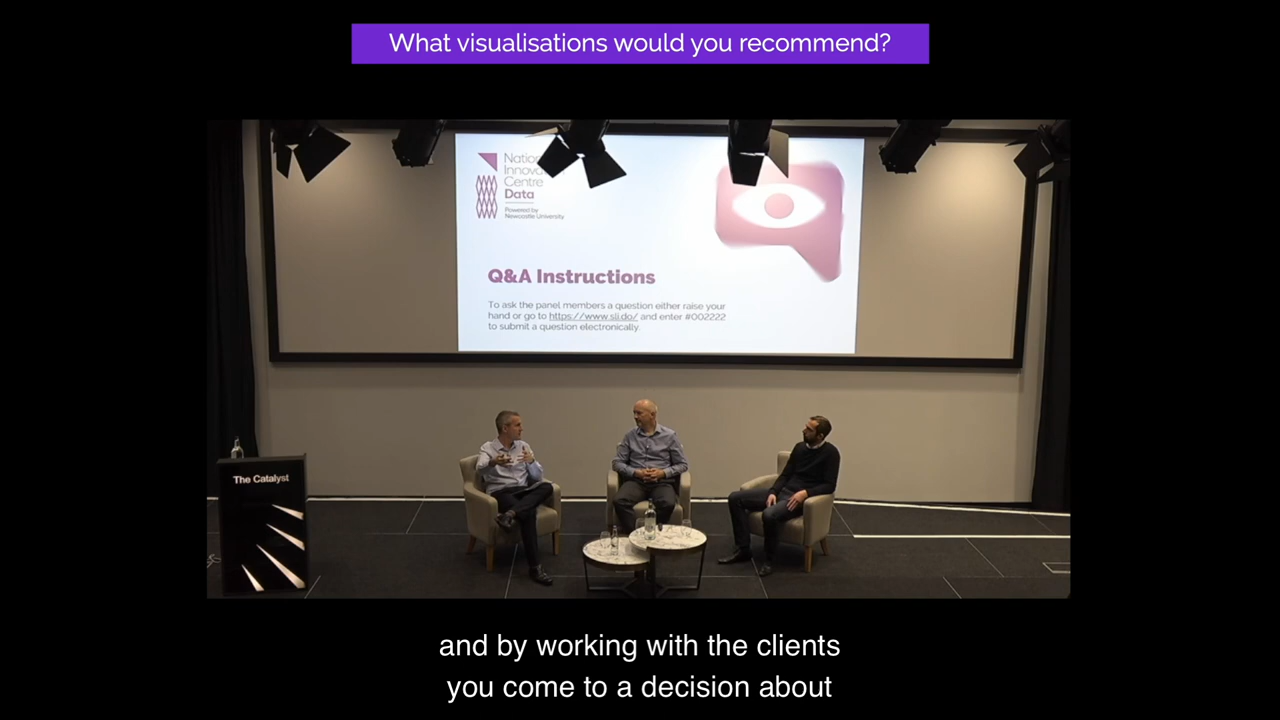 What visualisations would you recommend?
Centre
Data
Powered by
Newcastle University
Q&A Instructions
To ask the panel members a question either raise your
hand or go to https://www.sli.do/ and enter #002222
to submit a question electronically.
The Catalyst
and by working with the clients
you come to a decision about